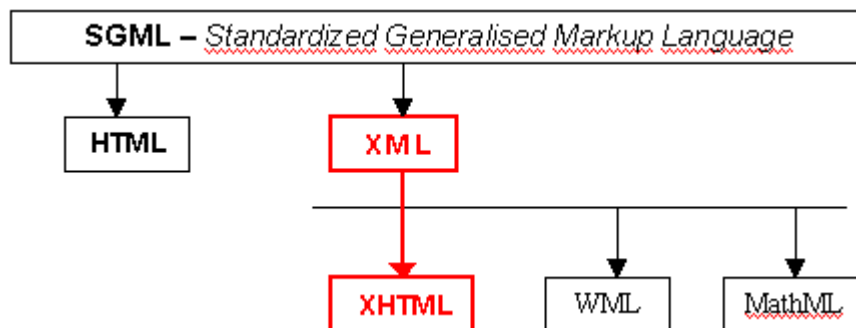 SGML – Standardized Generalised Markup Language
HTML XML
XHTML WML MathML